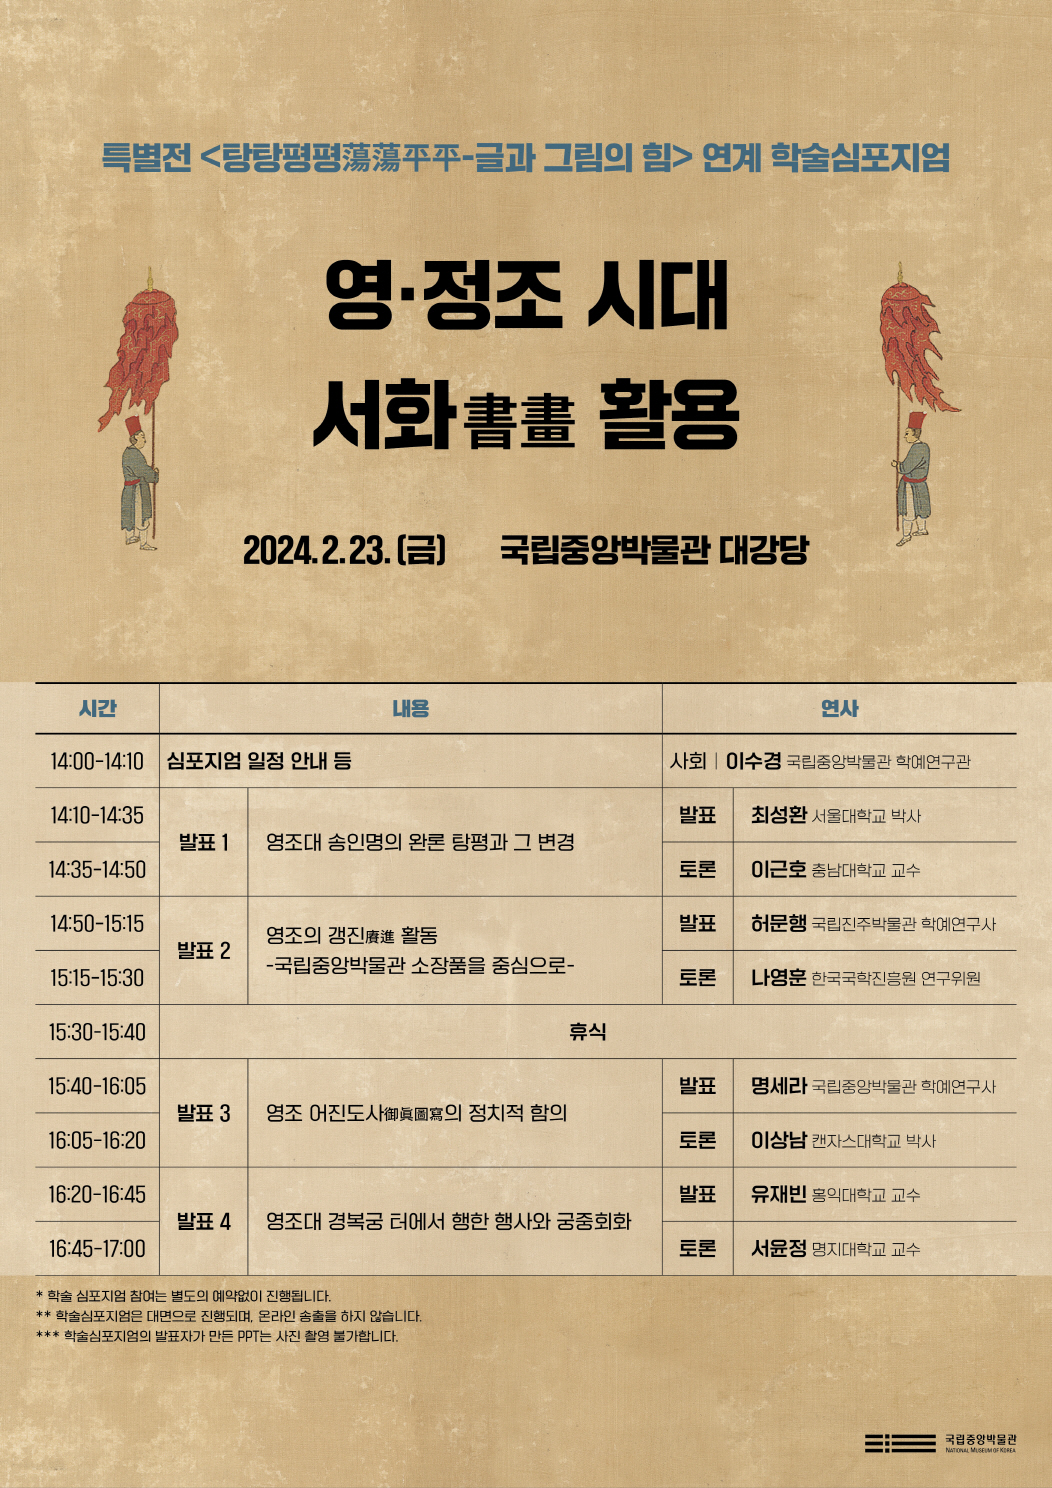 특별전 <탕탕평평蕩蕩平平-글과 그림의 힘> 연계 학술심포지엄
영·정조 시대
서화書畫 활용
2024. 2. 23. (금) 국립중앙박물관 대강당
시간 내용 연사
14:00-14:10 심포지엄 일정 안내 등 사회 | 이수경 국립중앙박물관 학예연구관
14:10-14:35 발표 최성환 서울대학교 박사
발표 1 영조대 송인명의 완론 탕평과 그 변경
14:35-14:50 토론 이근호 충남대학교 교수
14:50-15:15 발표 허문행 국립진주박물관 학예연구사
발표 2 영조의 갱진賡進 활동
-국립중앙박물관 소장품을 중심으로-
15:15-15:30 토론 나영훈 한국국학진흥원 연구위원
15:30-15:40 휴식
15:40-16:05 발표 명세라 국립중앙박물관 학예연구사
발표 3 영조 어진도사御眞圖寫의 정치적 함의
16:05-16:20 토론 이상남 캔자스대학교 박사
16:20-16:45 발표 유재빈 홍익대학교 교수
발표 4 영조대 경복궁 터에서 행한 행사와 궁중회화
16:45-17:00 토론 서윤정 명지대학교 교수
* 학술 심포지엄 참여는 별도의 예약없이 진행됩니다.
** 학술심포지엄은 대면으로 진행되며, 온라인 송출을 하지 않습니다.
*** 학술심포지엄의 발표자가 만든 PPT는 사진 촬영 불가합니다.
국립중앙박물관
NATIONAL MUSEUM OF KOREA